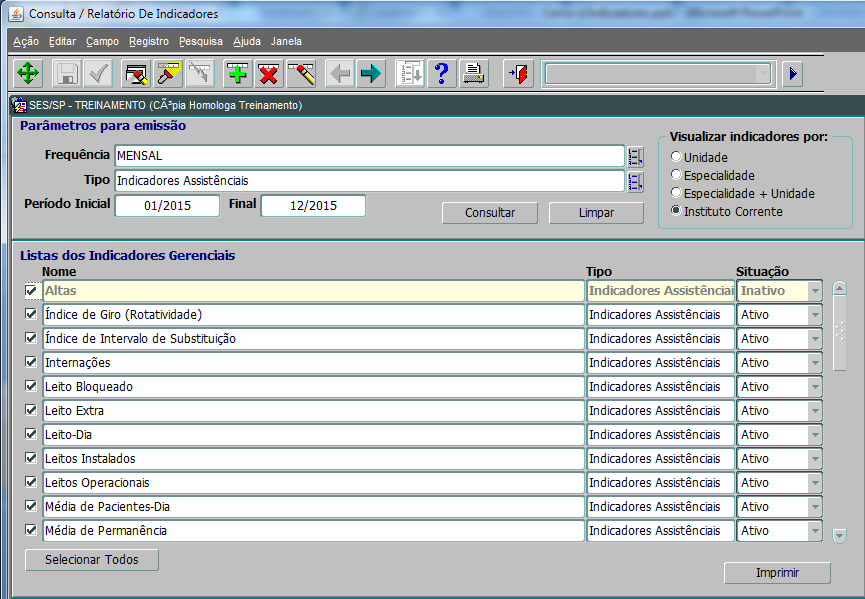 Consulta / Relatório De Indicadores
Ação Editar Campo Registro Pesquisa Ajuda Janela
SES/SP - TREINAMENTO (CÃ³pia Homologa Treinamento)
Parâmetros para emissão
Frequência MENSAL
Tipo Indicadores Assistênciais
Período Inicial 01/2015 Final 12/2015
Consultar Limpar
Visualizar indicadores por:
Unidade
Especialidade
Especialidade + Unidade
Instituto Corrente
Listas dos Indicadores Gerenciais
Nome Tipo Situação
Altas Indicadores Assistênciai Inativo
Índice de Giro (Rotatividade) Indicadores Assistênciais Ativo
Índice de Intervalo de Substituição Indicadores Assistênciais Ativo
Internações Indicadores Assistênciais Ativo
Leito Bloqueado Indicadores Assistênciais Ativo
Leito Extra Indicadores Assistênciais Ativo
Leito-Dia Indicadores Assistênciais Ativo
Leitos Instalados Indicadores Assistênciais Ativo
Leitos Operacionais Indicadores Assistênciais Ativo
Média de Pacientes-Dia Indicadores Assistênciais Ativo
Média de Permanência Indicadores Assistênciais Ativo
Selecionar Todos
Imprimir